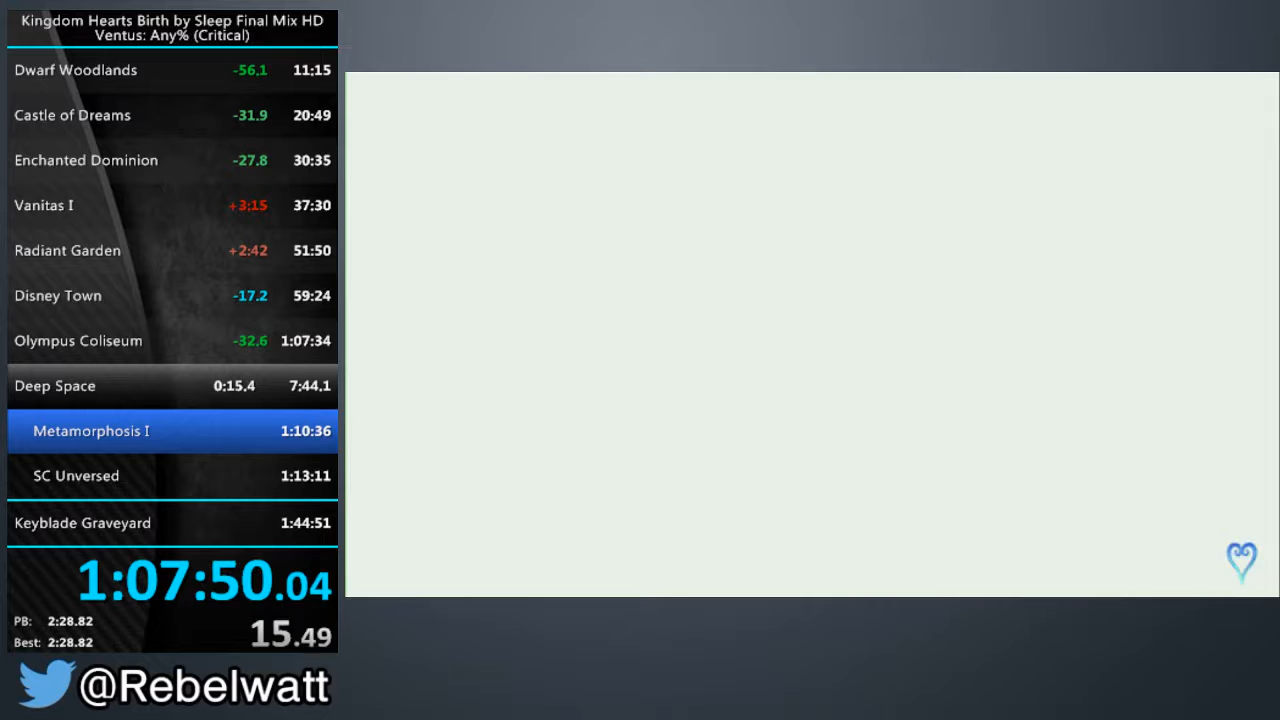 Kingdom Hearts Birth by Sleep Final Mix HD
Ventus: Any% (Critical)
Dwarf Woodlands -56.1 11:15
Castle of Dreams -31.9 20:49
Enchanted Dominion -27.8 30:35
Vanitas I +3:15 37:30
Radiant Garden +2:42 51:50
Disney Town -17.2 59:24
Olympus Coliseum -32.6 1:07:34
Deep Space 0:15.4 7:44.1
Metamorphosis I 1:10:36
SC Unversed 1:13:11
Keyblade Graveyard 1:44:51
1:07:50.04
PB: 2:28.82
15.49
Best: 2:28.82
@Rebelwatt